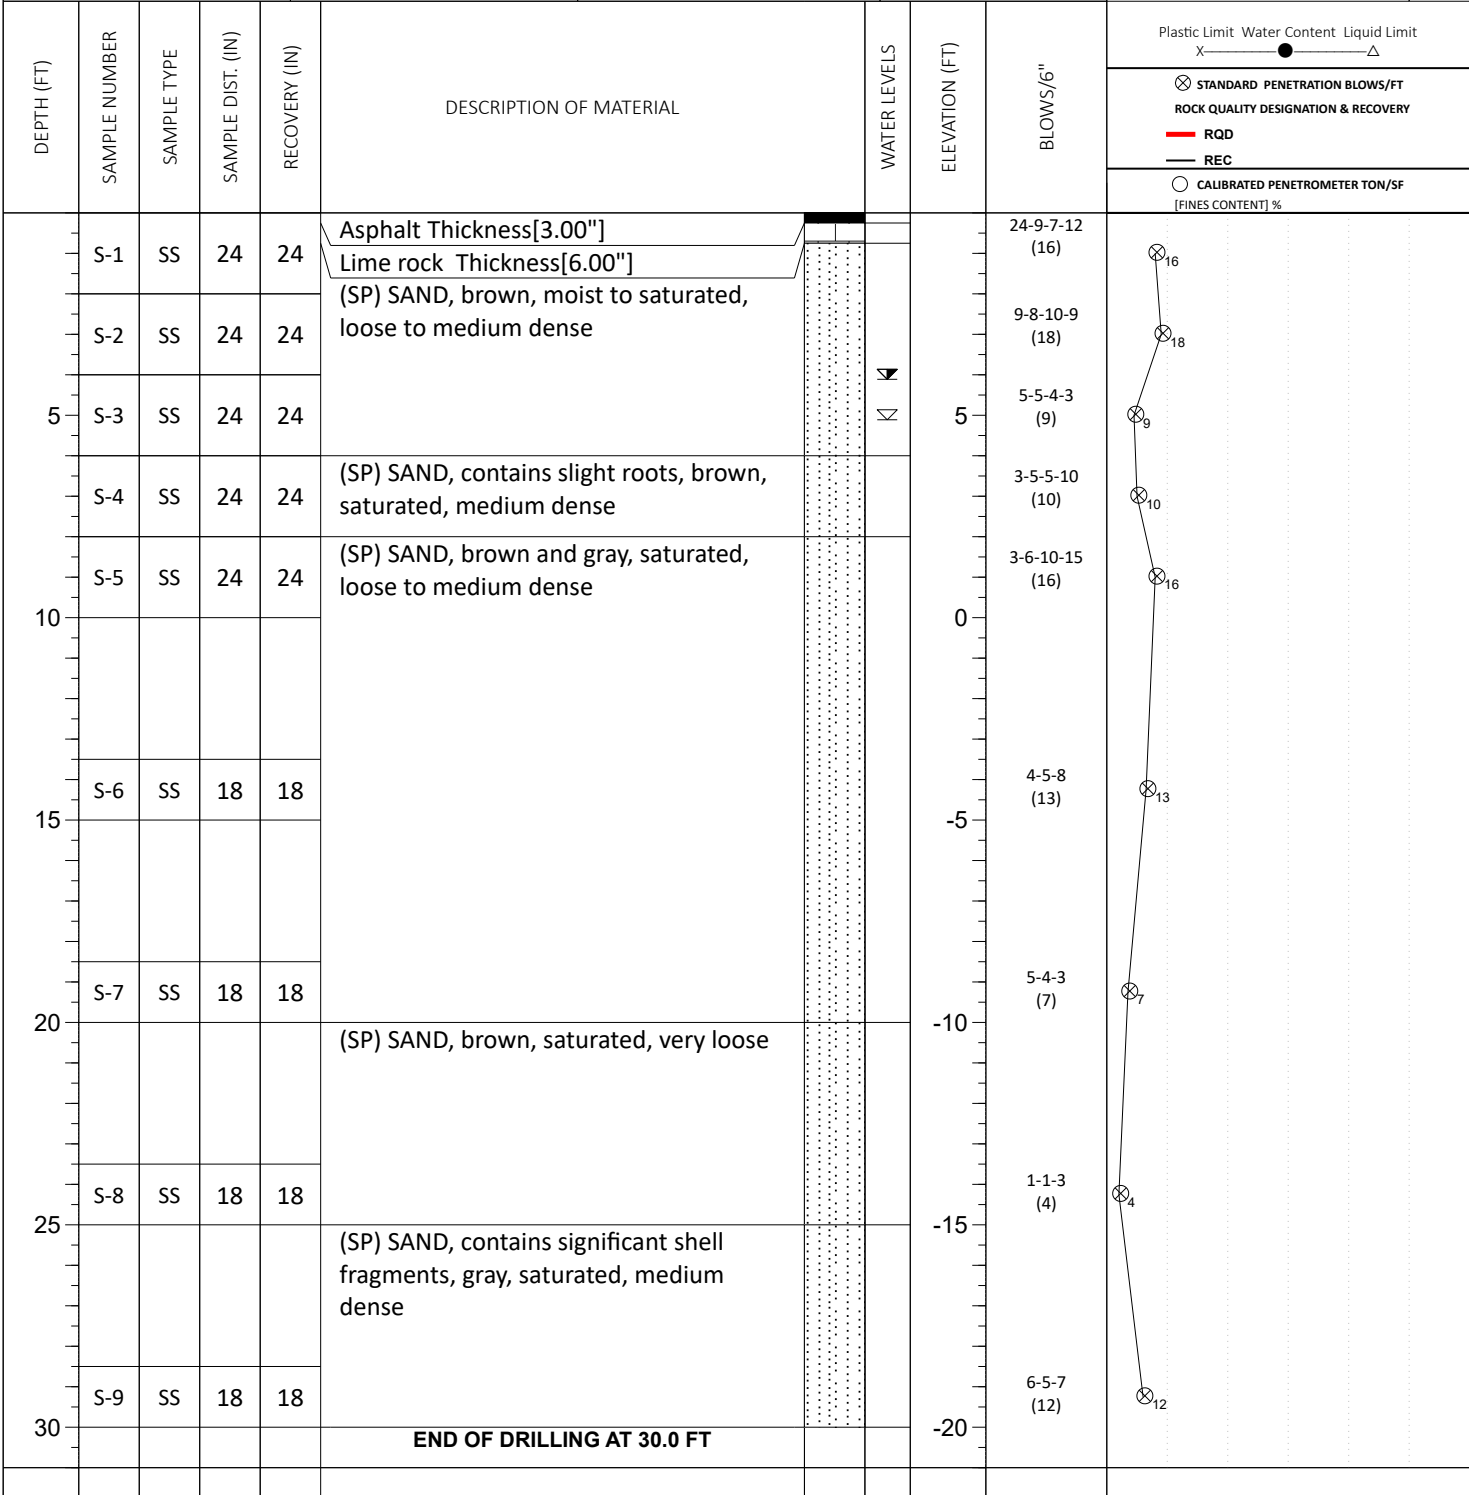 DEPTH (FT)
SAMPLE NUMBER
SAMPLE TYPE
SAMPLE DIST. (IN)
RECOVERY (IN)
DESCRIPTION OF MATERIAL
WATER LEVELS
ELEVATION (FT)
BLOWS/6"
Plastic Limit Water Content Liquid Limit
X
STANDARD PENETRATION BLOWS/FT
ROCK QUALITY DESIGNATION & RECOVERY
RQD
REC
CALIBRATED PENETROMETER TON/SF
[FINES CONTENT] %
Asphalt Thickness[3.00"]
S-1 SS 24 24
24-9-7-12
(16)
16
Lime rock Thickness[6.00"]
(SP) SAND, brown, moist to saturated,
loose to medium dense
S-2 SS 24 24
9-8-10-9
(18)
18
5 S-3 SS 24 24
5
5-5-4-3
(9)
9
(SP) SAND, contains slight roots, brown,
saturated, medium dense
S-4 SS 24 24
3-5-5-10
(10)
10
(SP) SAND, brown and gray, saturated,
loose to medium dense
S-5 SS 24 24
3-6-10-15
(16)
16
10
0
S-6 SS 18 18
4-5-8
(13)
13
15
-5
S-7 SS 18 18
5-4-3
(7)
7
20
-10
(SP) SAND, brown, saturated, very loose
S-8 SS 18 18
1-1-3
(4)
4
25
-15
(SP) SAND, contains significant shell
fragments, gray, saturated, medium
dense
S-9 SS 18 18
6-5-7
(12)
12
30
-20
END OF DRILLING AT 30.0 FT